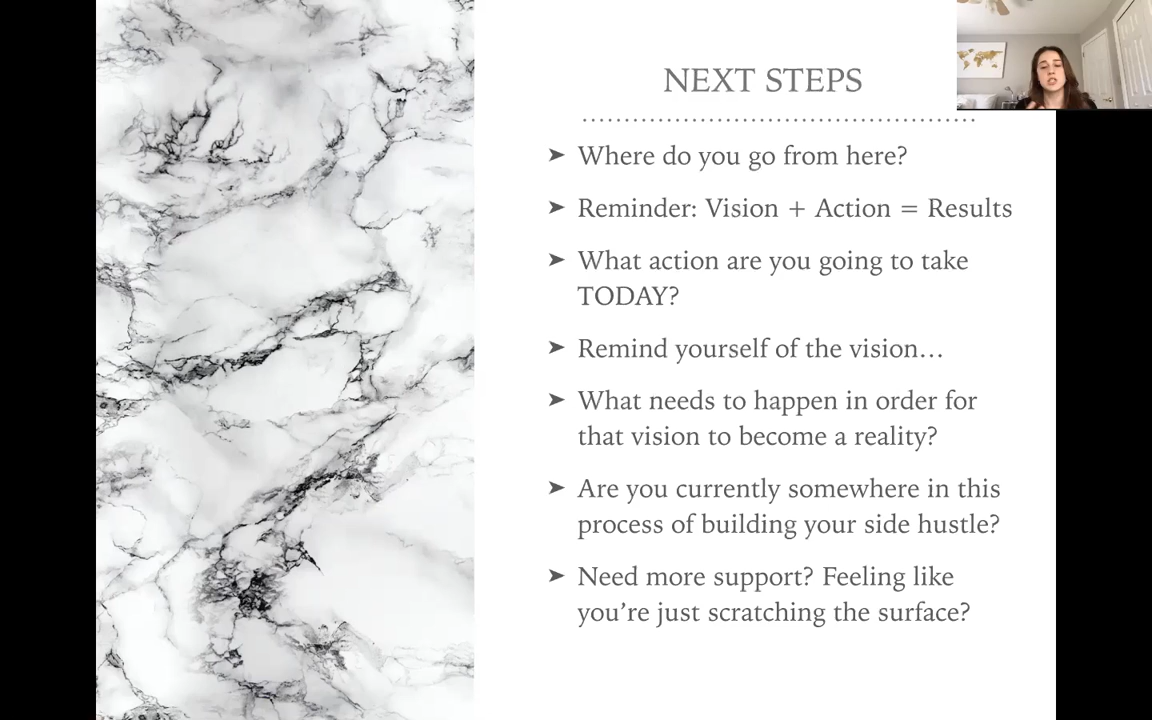 NEXT STEPS
➤ Where do you go from here?
➤ Reminder: Vision + Action = Results
➤ What action are you going to take
TODAY?
➤ Remind yourself of the vision…
➤ What needs to happen in order for
that vision to become a reality?
➤ Are you currently somewhere in this
process of building your side hustle?
➤ Need more support? Feeling like
you’re just scratching the surface?